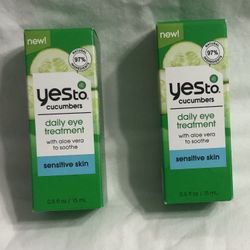 new!
97%
yes to.
cucumbers
daily eye
treatment
with aloe vera
to soothe
sensitive skin
0.5 fl oz / 15 mL
new!
97%
yes to.
cucumbers
daily eye
treatment
with aloe vera
to soothe
sensitive skin
0.5 fl oz / 15 mL